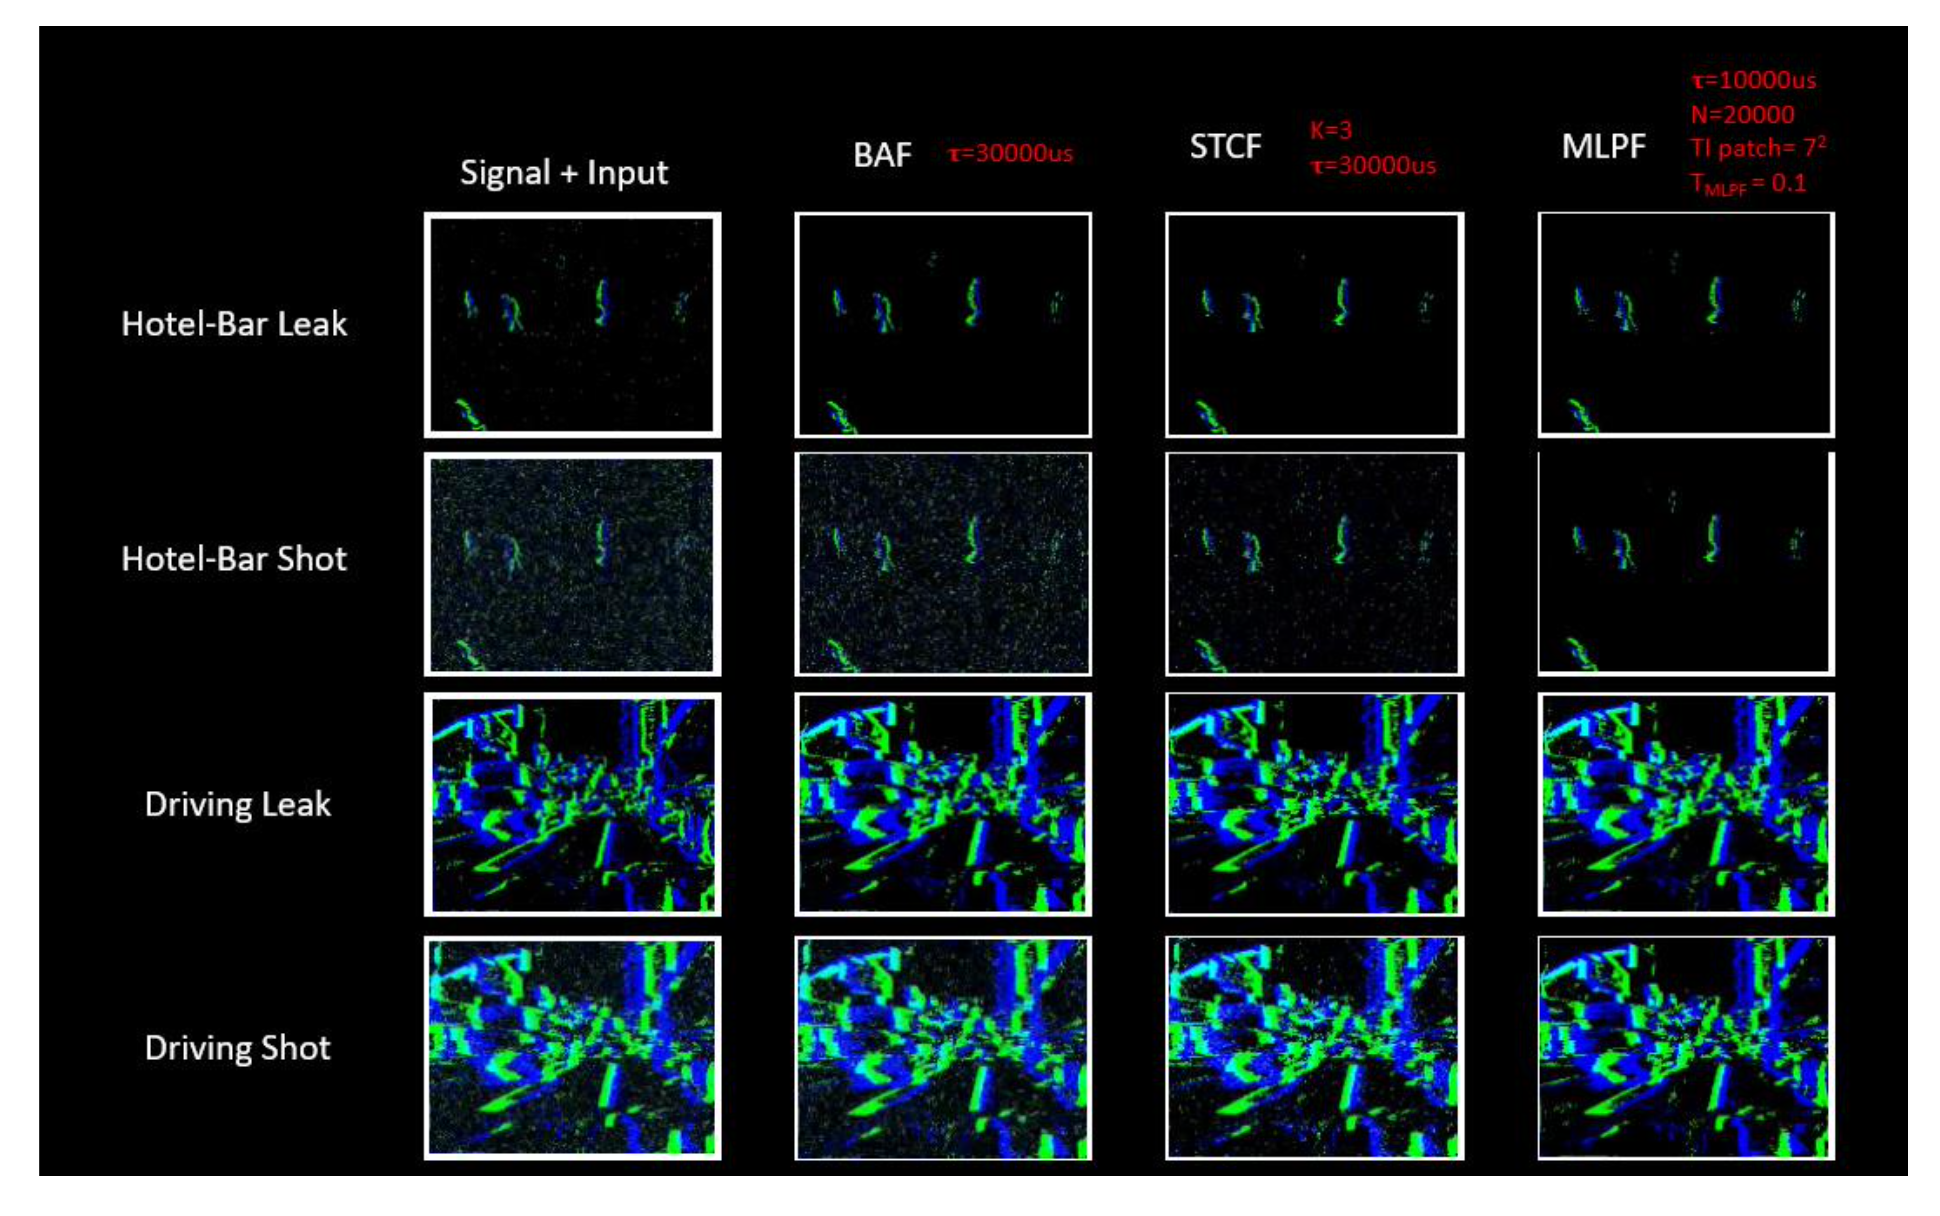 Signal + Input
BAF
τ=30000us
STCF
K=3
τ=30000us
MLPF
τ=10000us
N=20000
TI patch= 7²
T_MLPF = 0.1
Hotel-Bar Leak
Hotel-Bar Shot
Driving Leak
Driving Shot